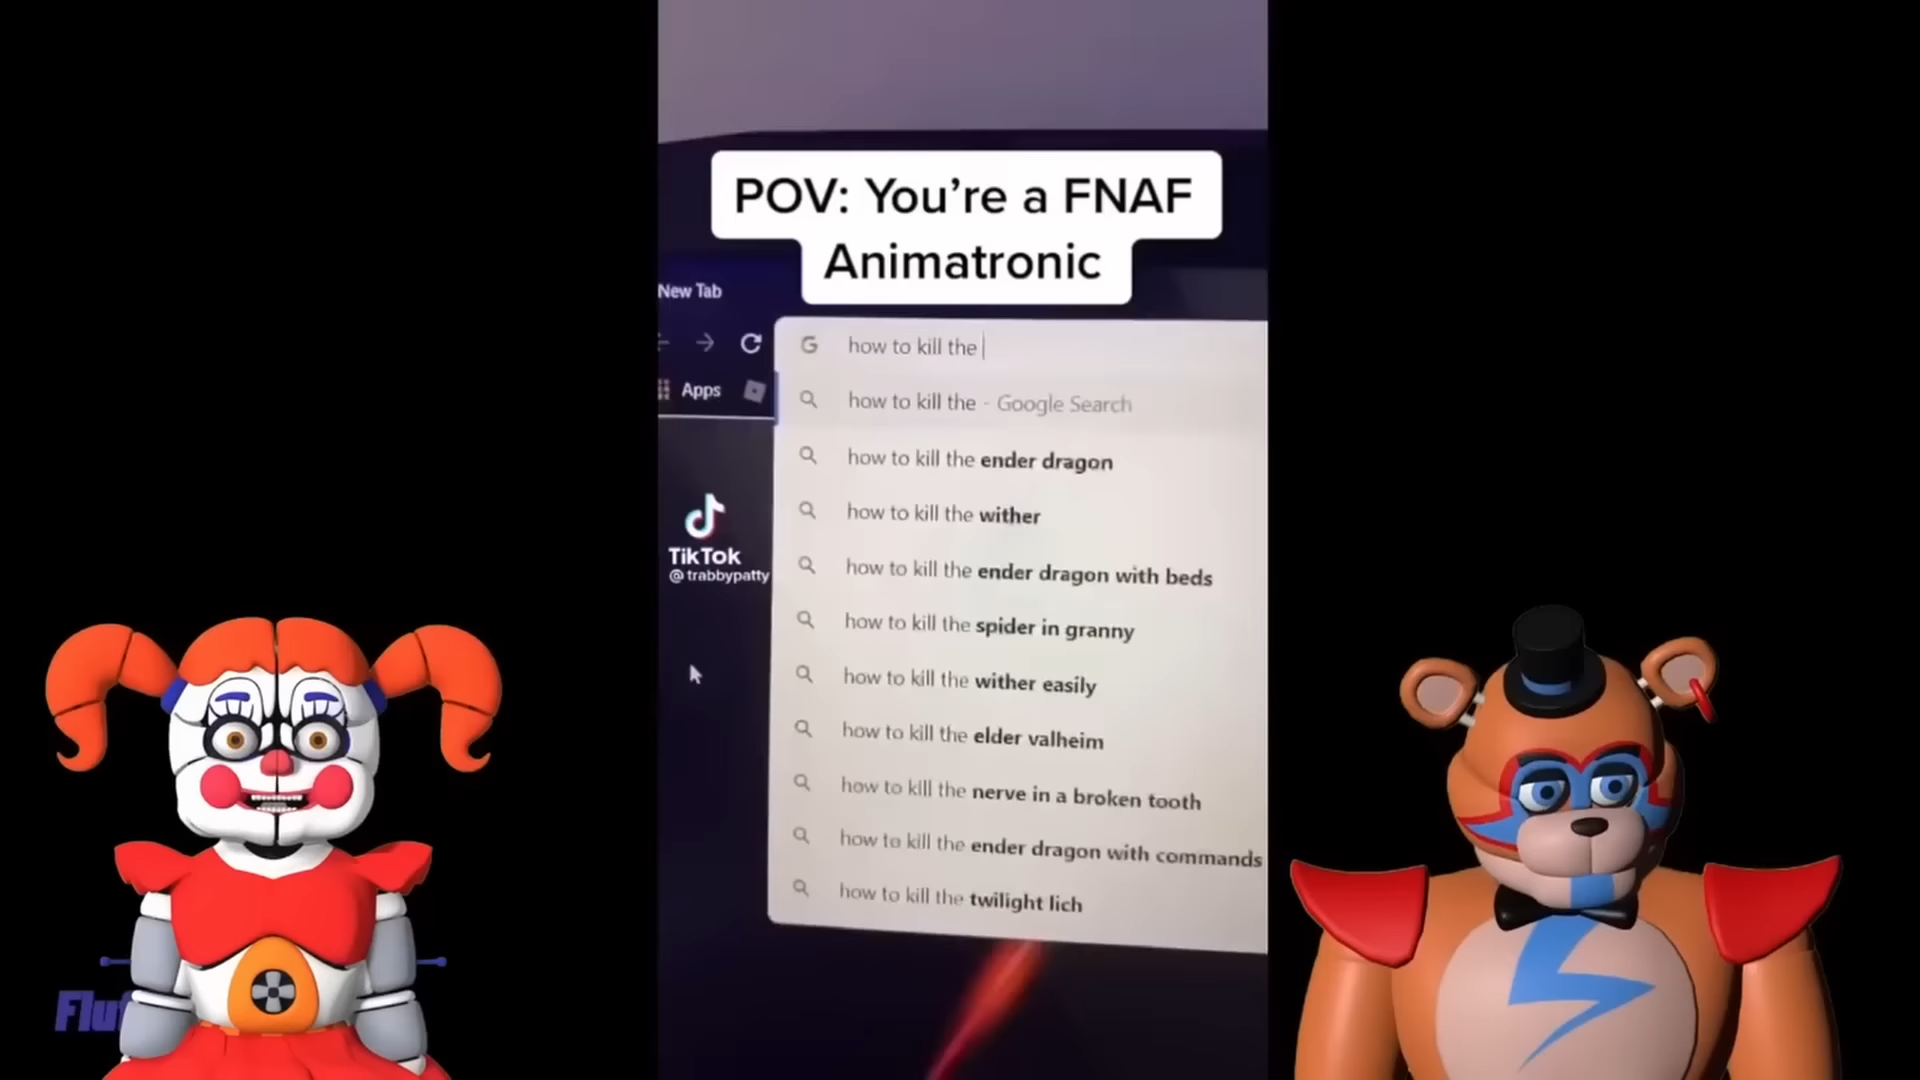 POV: You're a FNAF
Animatronic
New Tab
how to kill the
Apps
how to kill the - Google Search
how to kill the ender dragon
how to kill the wither
how to kill the ender dragon with beds
how to kill the spider in granny
how to kill the wither easily
how to kill the elder valheim
how to kill the nerve in a broken tooth
how to kill the ender dragon with commands
how to kill the twilight lich
TikTok
@trabbypatty